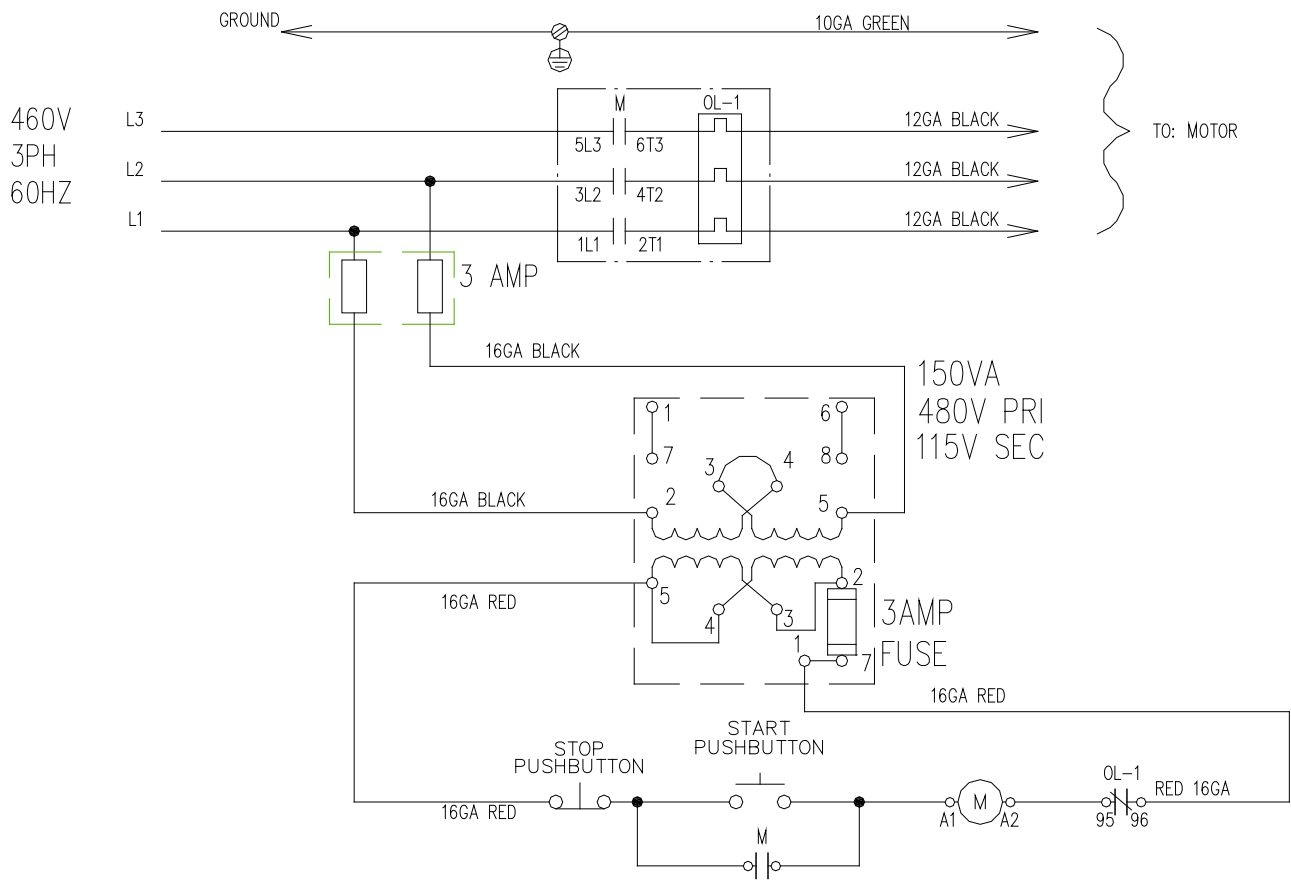 GROUND
10GA GREEN
460V
3PH
60HZ
L3
L2
L1
M
OL-1
5L3
6T3
3L2
4T2
1L1
2T1
12GA BLACK
12GA BLACK
12GA BLACK
TO: MOTOR
3 AMP
16GA BLACK
150VA
480V PRI
115V SEC
1
6
7
8
3
4
16GA BLACK
2
5
16GA RED
5
2
4
3
3AMP
FUSE
1
7
16GA RED
START
PUSHBUTTON
STOP
PUSHBUTTON
16GA RED
A1
M
A2
OL-1
95
96
RED 16GA
M